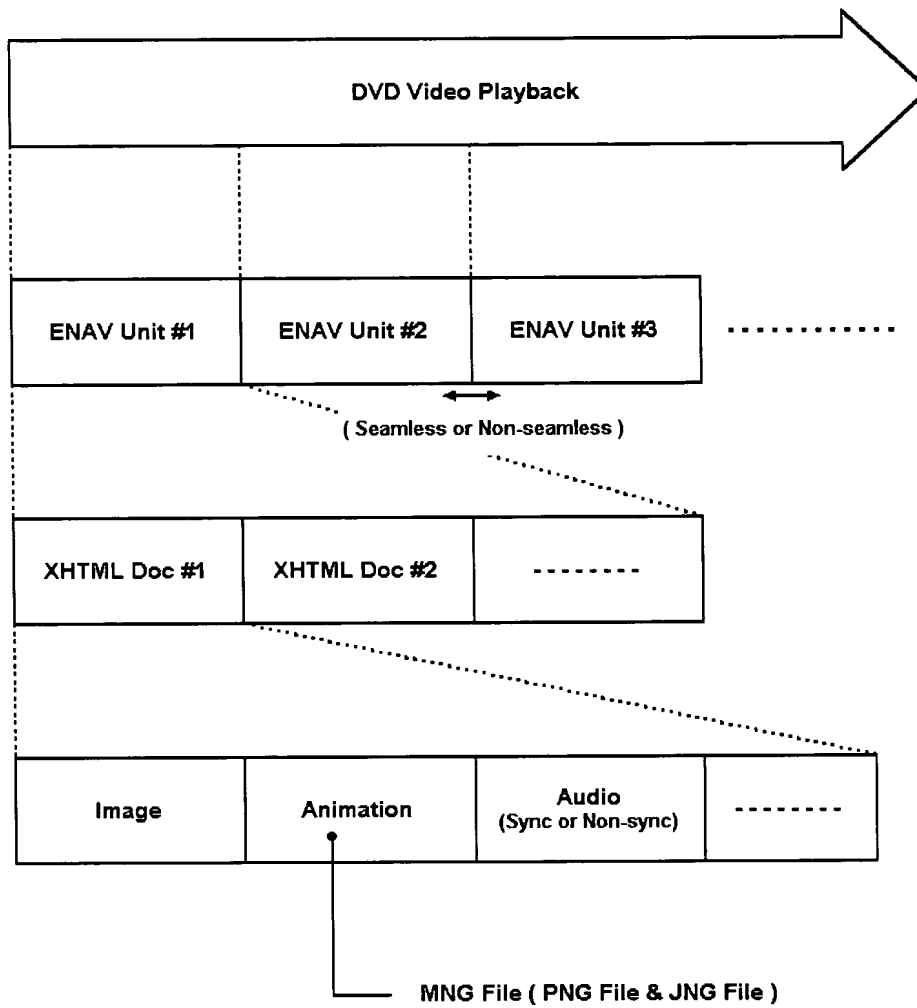 DVD Video Playback
ENAV Unit #1
ENAV Unit #2
ENAV Unit #3
( Seamless or Non-seamless )
XHTML Doc #1
XHTML Doc #2
Image
Animation
Audio
(Sync or Non-sync)
MNG File ( PNG File & JNG File )